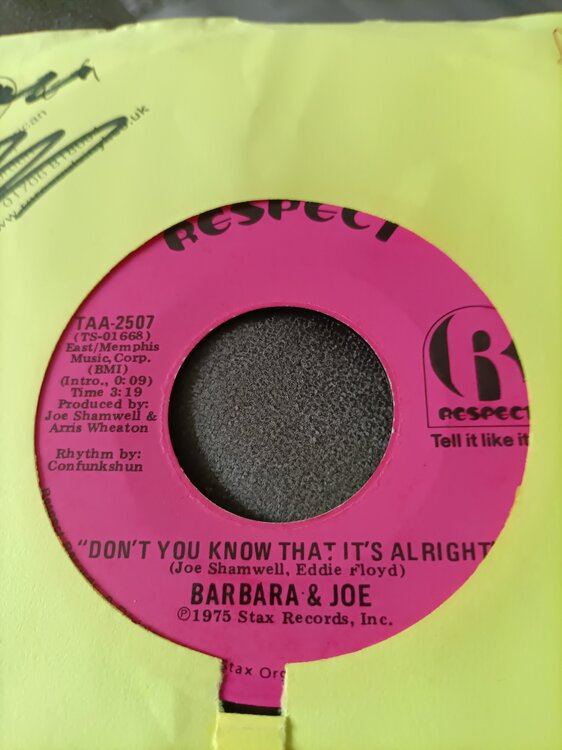 RESPECT
TAA-2507
(TS-01668)
East/Memphis
Music, Corp.
(BMI)
(Intro., 0: 09)
Time 3: 19
Produced by:
Joe Shamwell &
Arris Wheaton
Rhythm by:
Confunkshun
R
RESPECT
Tell it like it
"DON'T YOU KNOW THAT IT'S ALRIGHT"
(Joe Shamwell, Eddie Floyd)
BARBARA & JOE
℗1975 Stax Records, Inc.
Stax Org